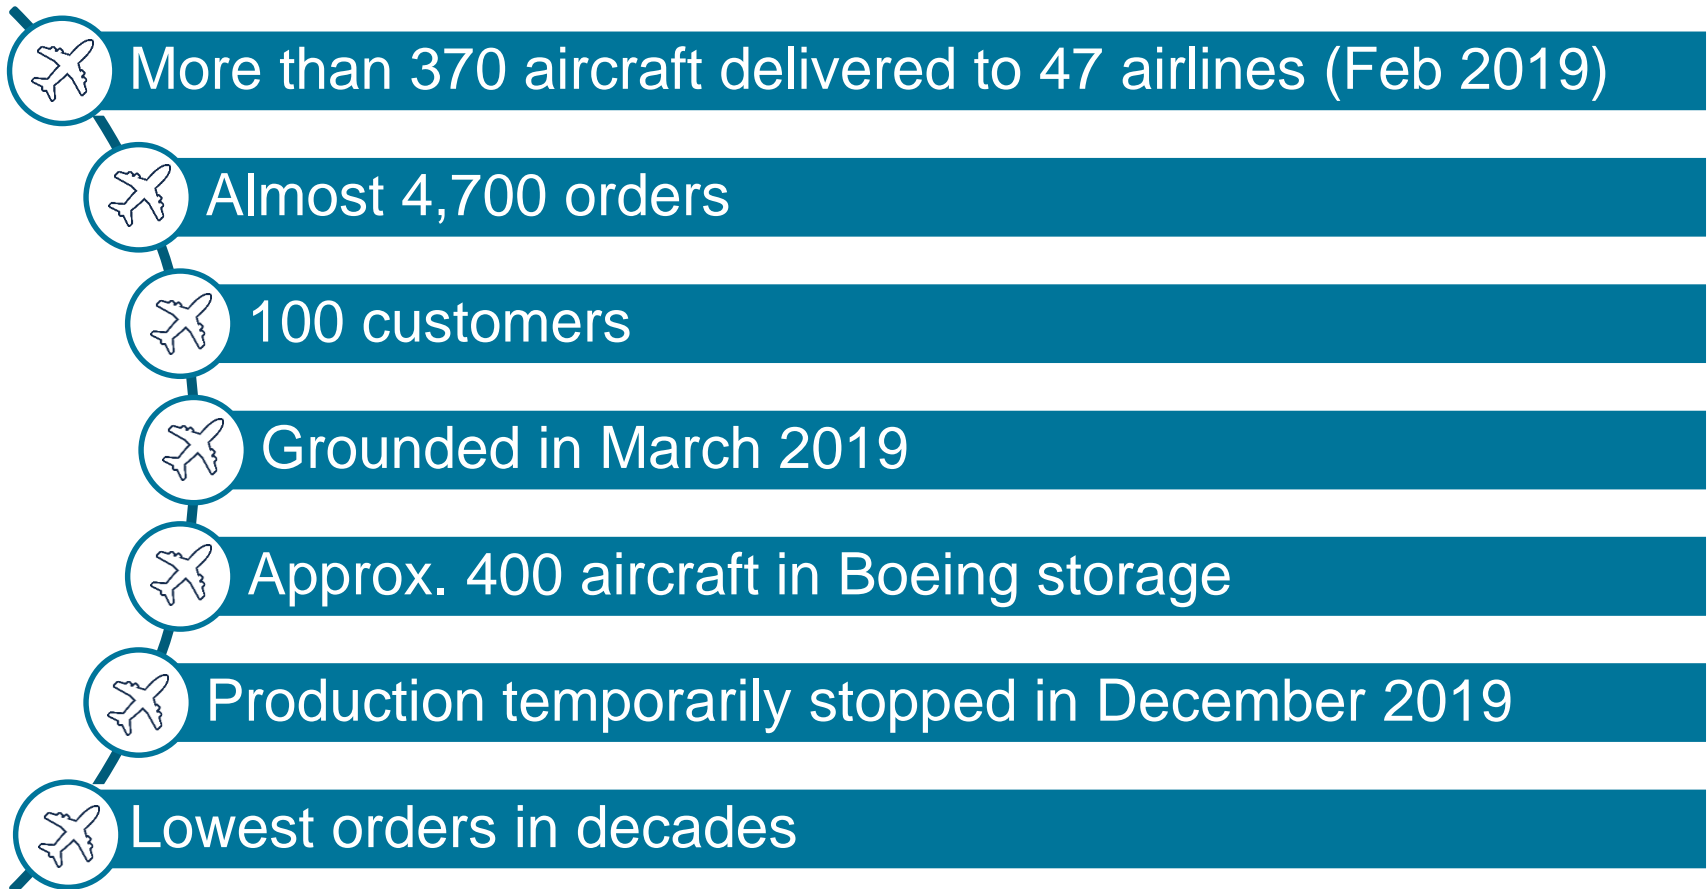 More than 370 aircraft delivered to 47 airlines (Feb 2019)
Almost 4,700 orders
100 customers
Grounded in March 2019
Approx. 400 aircraft in Boeing storage
Production temporarily stopped in December 2019
Lowest orders in decades